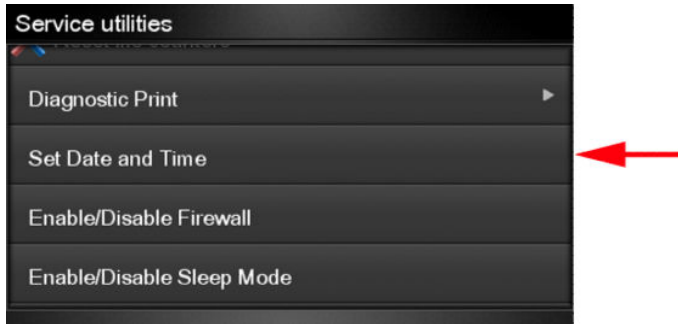 Service utilities
Diagnostic Print
Set Date and Time
Enable/Disable Firewall
Enable/Disable Sleep Mode